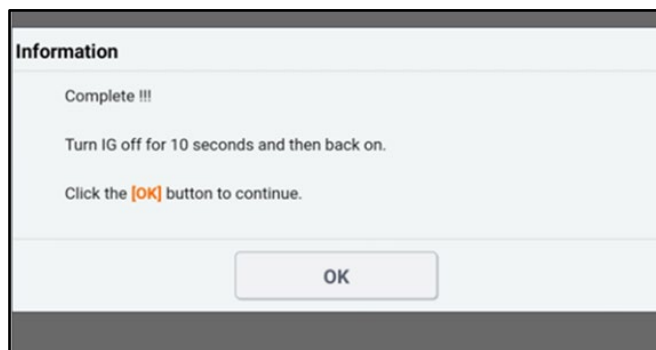 Information
Complete !!!
Turn IG off for 10 seconds and then back on.
Click the [OK] button to continue.
OK